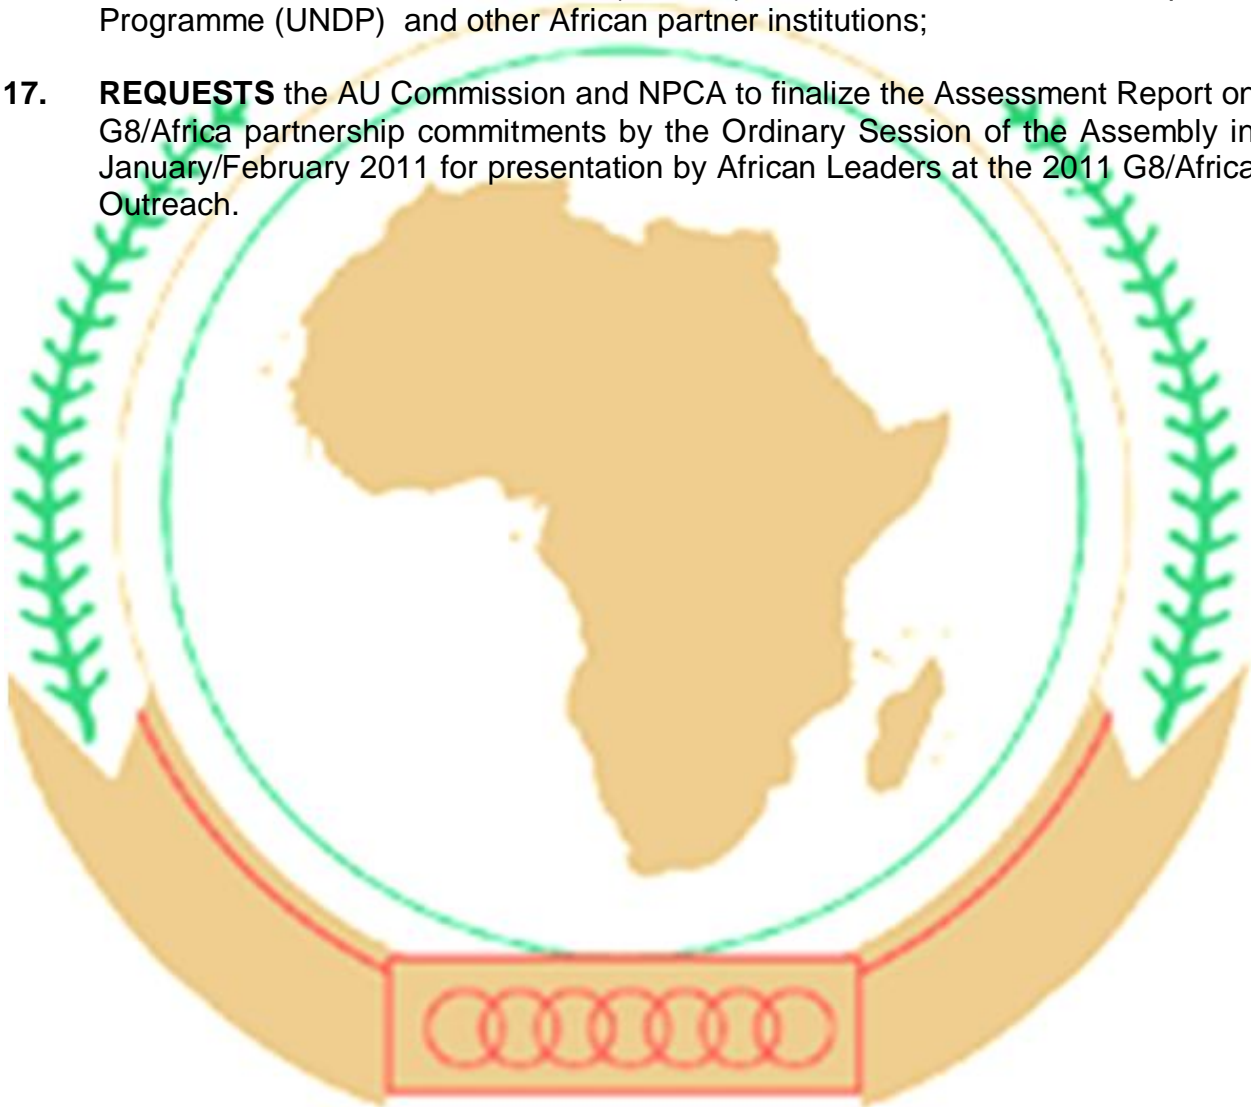 Programme (UNDP)  and other African partner institutions;
17. REQUESTS the AU Commission and NPCA to finalize the Assessment Report on
G8/Africa partnership commitments by the Ordinary Session of the Assembly in
January/February 2011 for presentation by African Leaders at the 2011 G8/Africa
Outreach.